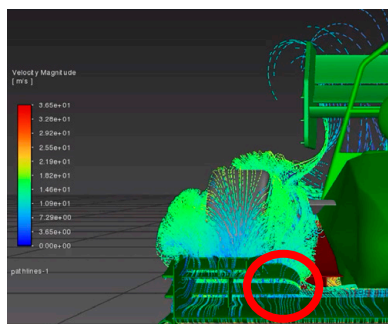 Velocity Magnitude
[ m/s ]
3.65e+01
3.28e+01
2.92e+01
2.55e+01
2.19e+01
1.82e+01
1.46e+01
1.09e+01
7.29e+00
3.65e+00
0.00e+00
pathlines-1